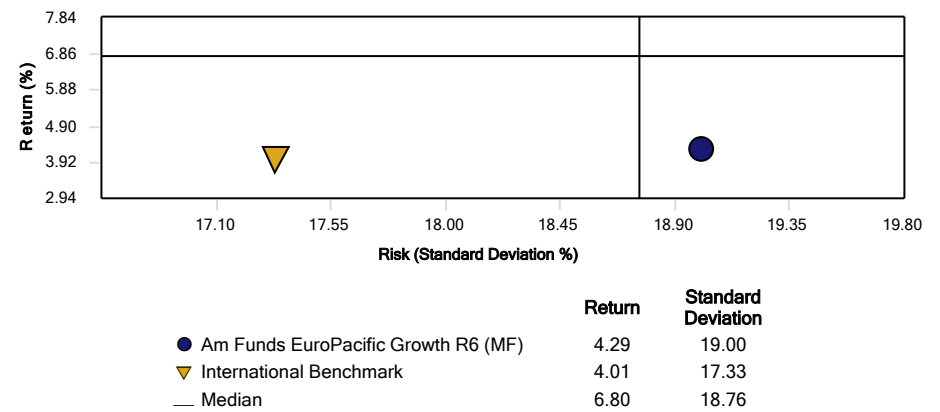 7.84
6.86
5.88
4.90
3.92
2.94
Return (%)
17.10 17.55 18.00 18.45 18.90 19.35 19.80
Risk (Standard Deviation %)
Return Standard Deviation
Am Funds EuroPacific Growth R6 (MF) 4.29 19.00
International Benchmark 4.01 17.33
Median 6.80 18.76